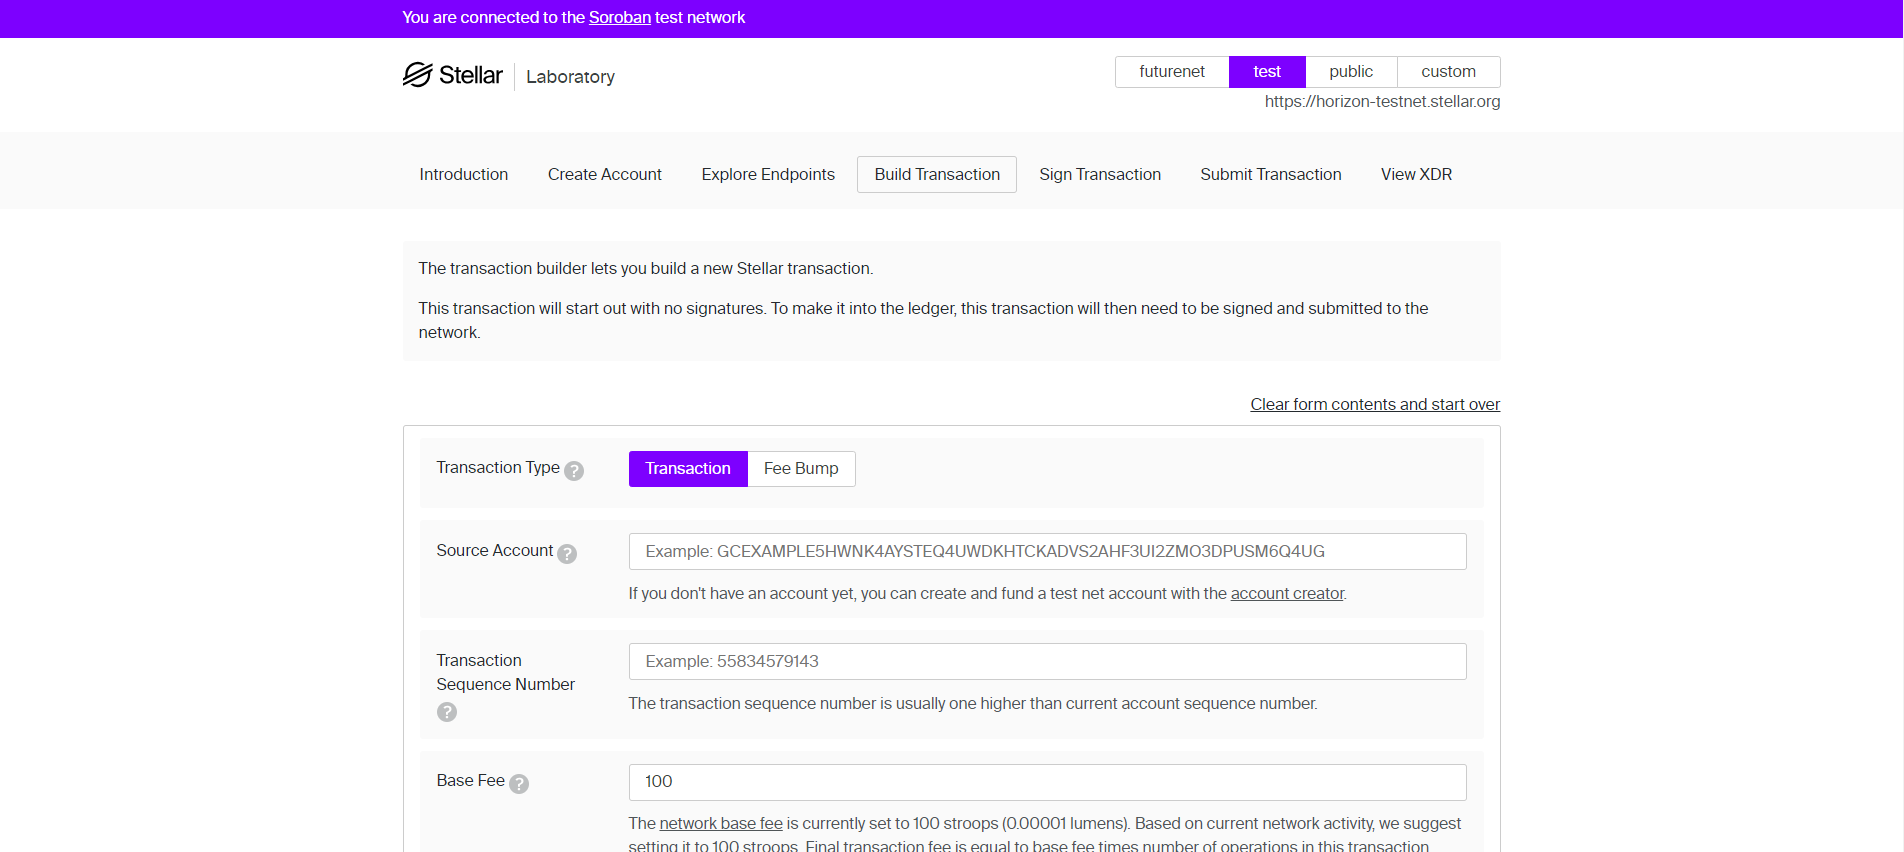 You are connected to the Soroban test network
Stellar | Laboratory
futurenet test public custom
https://horizon-testnet.stellar.org
Introduction Create Account Explore Endpoints Build Transaction Sign Transaction Submit Transaction View XDR
The transaction builder lets you build a new Stellar transaction.
This transaction will start out with no signatures. To make it into the ledger, this transaction will then need to be signed and submitted to the
network.
Clear form contents and start over
Transaction Type ? Transaction Fee Bump
Source Account ? Example: GCEXAMPLE5HWNK4AYSTEQ4UWDKHTCKADVS2AHF3UI2ZMO3DPUSM6Q4UG
If you don't have an account yet, you can create and fund a test net account with the account creator.
Transaction
Sequence Number
?
Example: 55834579143
The transaction sequence number is usually one higher than current account sequence number.
Base Fee ? 100
The network base fee is currently set to 100 stroops (0.00001 lumens). Based on current network activity, we suggest
setting it to 100 stroops. Final transaction fee is equal to base fee times number of operations in this transaction.